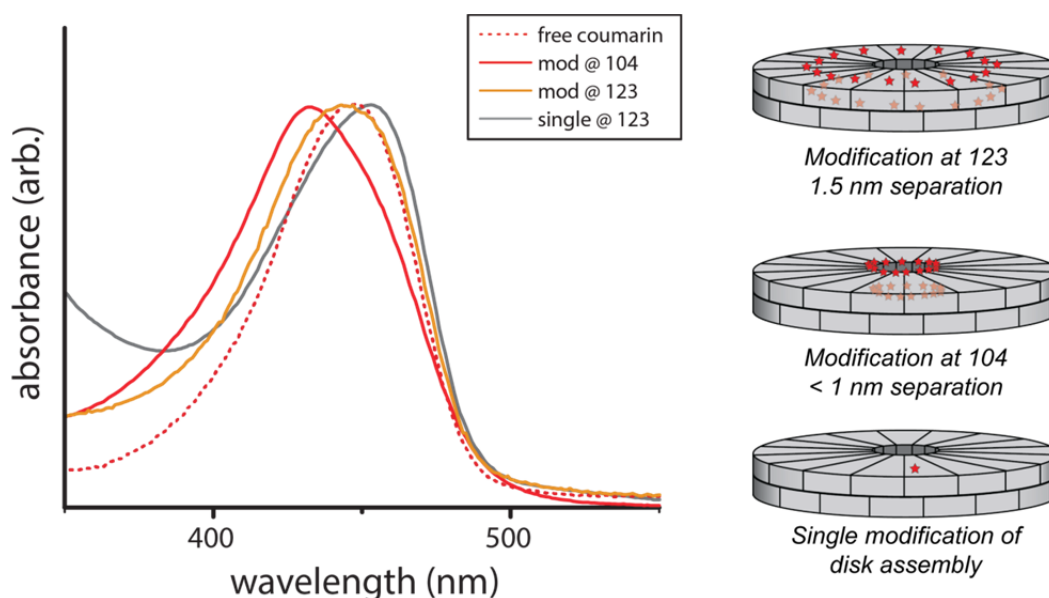 free coumarin
mod @ 104
mod @ 123
single @ 123
absorbance (arb.)
400
500
wavelength (nm)
Modification at 123
1.5 nm separation
Modification at 104
< 1 nm separation
Single modification of
disk assembly